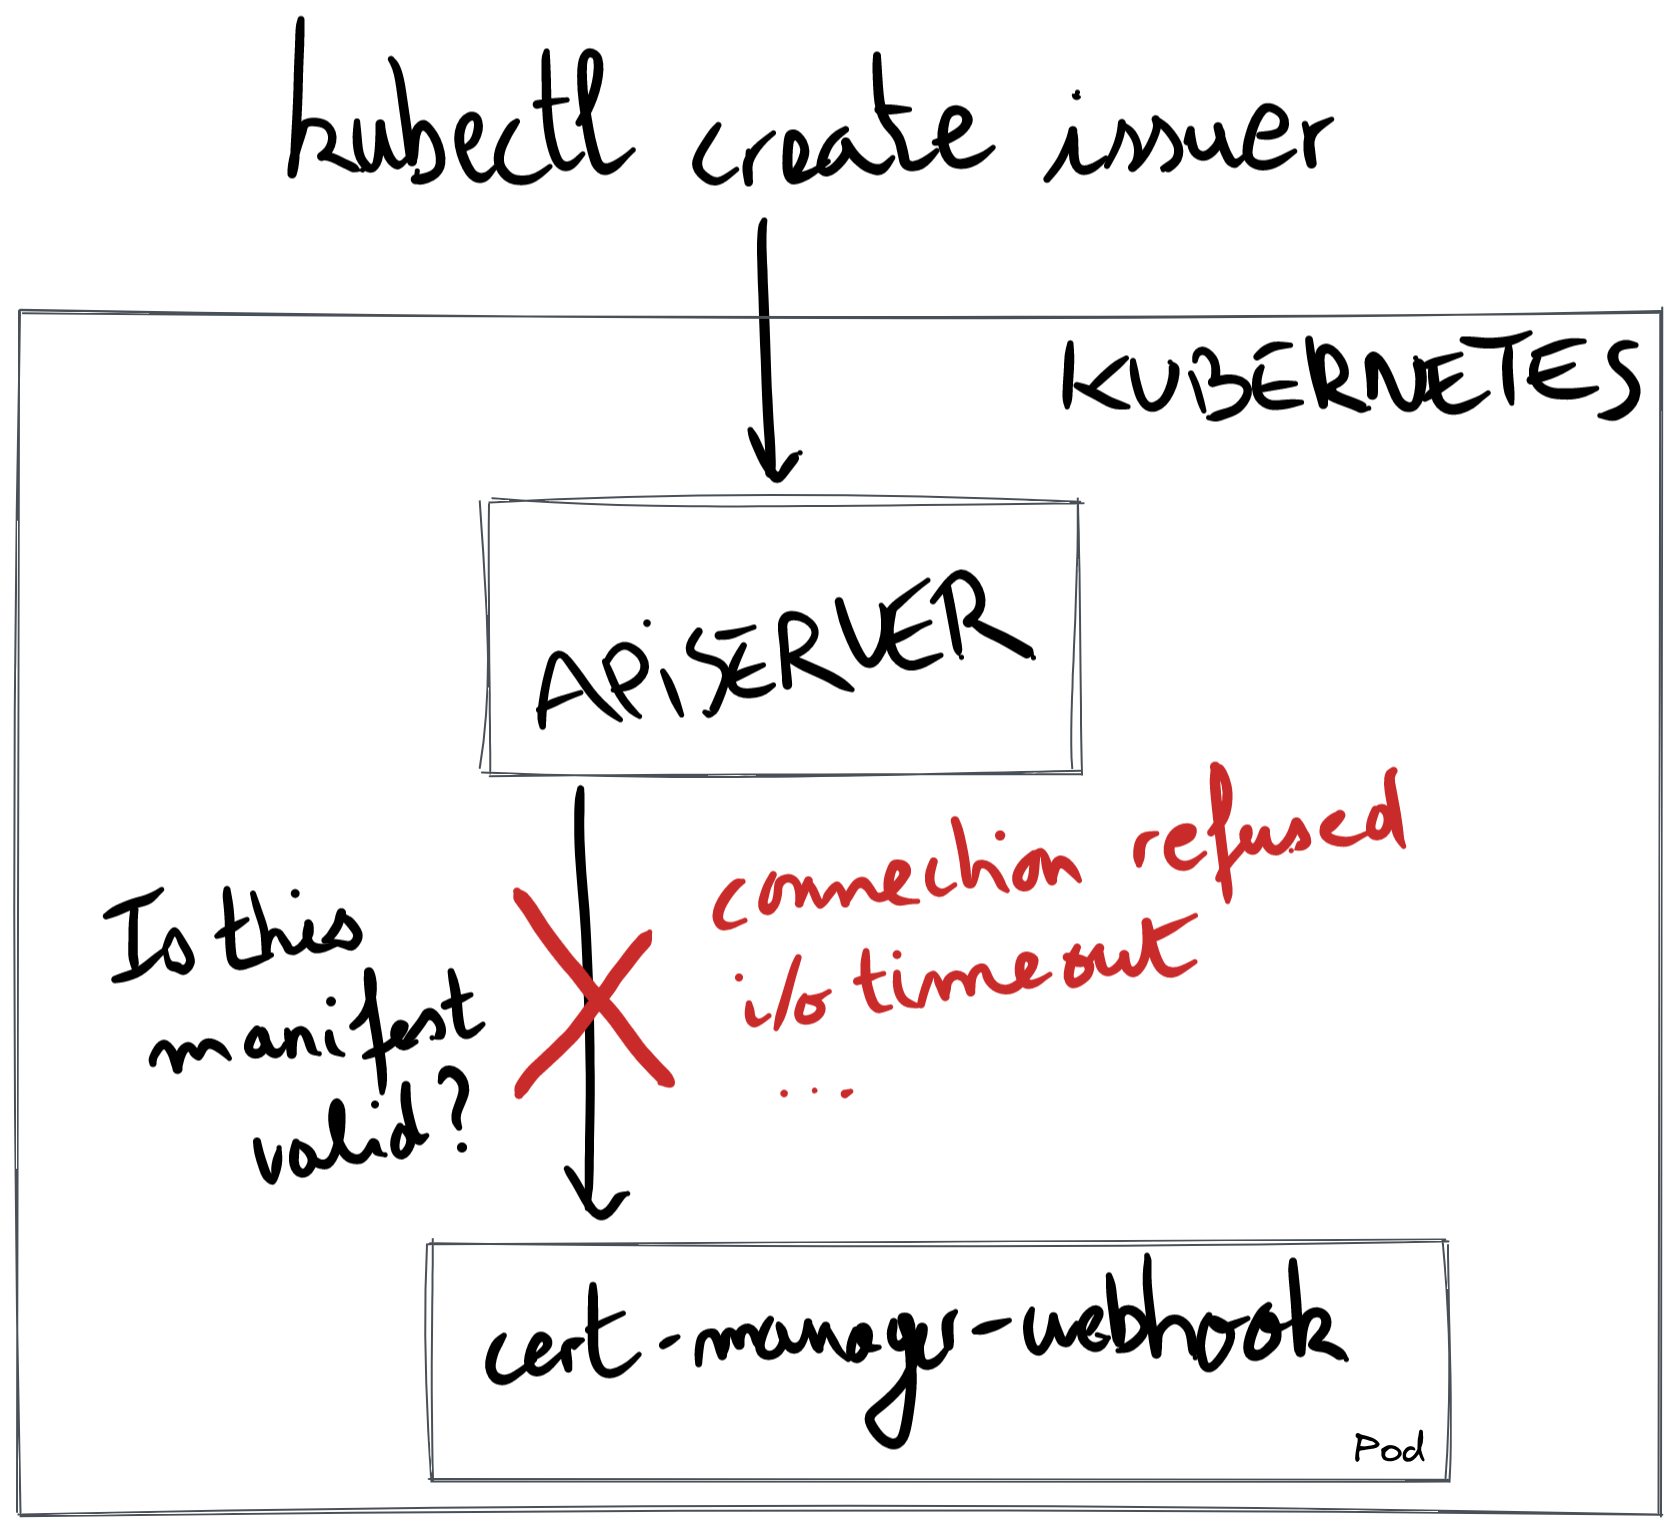 kubectl create issuer
KUBERNETES
APiSERVER
connection refused
i/o timeout
...
Is this
manifest
valid?
cert-manager-webhook
Pod